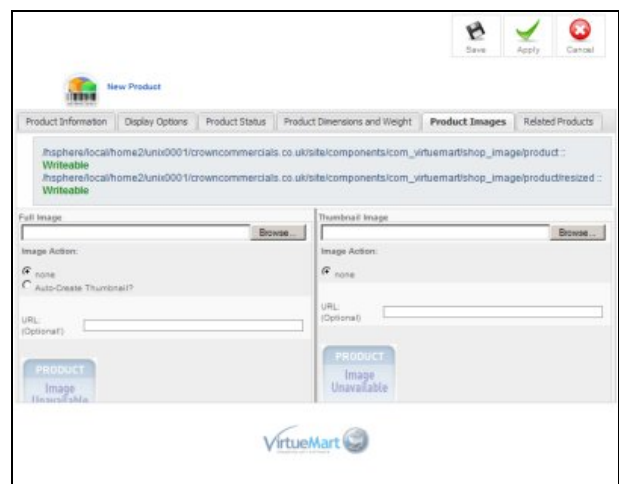 Save Apply Cancel
New Product
Product Information Display Options Product Status Product Dimensions and Weight Product Images Related Products
/hsphere/local/home2/unix0001/crowncommercials.co.uk/site/components/com_virtuemart/shop_image/product ::
Writeable
/hsphere/local/home2/unix0001/crowncommercials.co.uk/site/components/com_virtuemart/shop_image/product/resized ::
Writeable
Full Image
Browse...
Image Action:
none
Auto-Create Thumbnail?
URL:
(Optional!)
PRODUCT
Image
Unavailable
Thumbnail Image
Browse...
Image Action:
none
URL:
(Optional)
PRODUCT
Image
Unavailable
VirtueMart